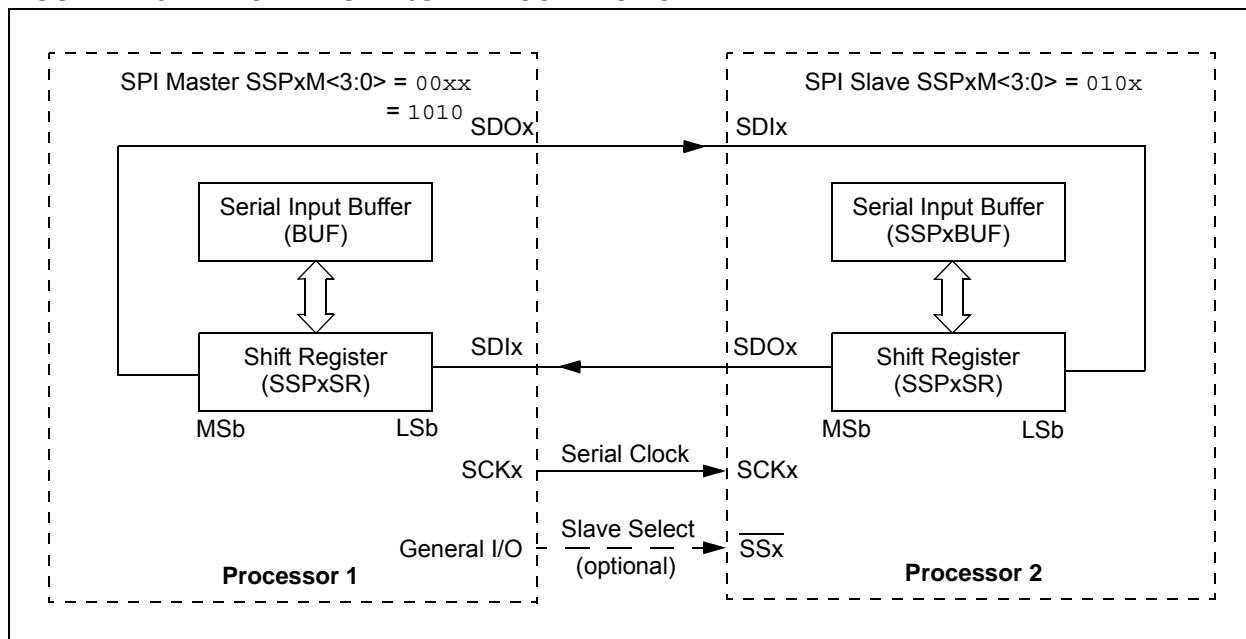 SPI Master SSPxM<3:0> = 00xx
= 1010
SDOx
Serial Input Buffer
(BUF)
Shift Register
(SSPxSR)
MSb
LSb
SDIx
SCKx
General I/O
Processor 1
Serial Clock
Slave Select
(optional)
SPI Slave SSPxM<3:0> = 010x
SDIx
Serial Input Buffer
(SSPxBUF)
SDOx
Shift Register
(SSPxSR)
MSb
LSb
SCKx
SSx
Processor 2